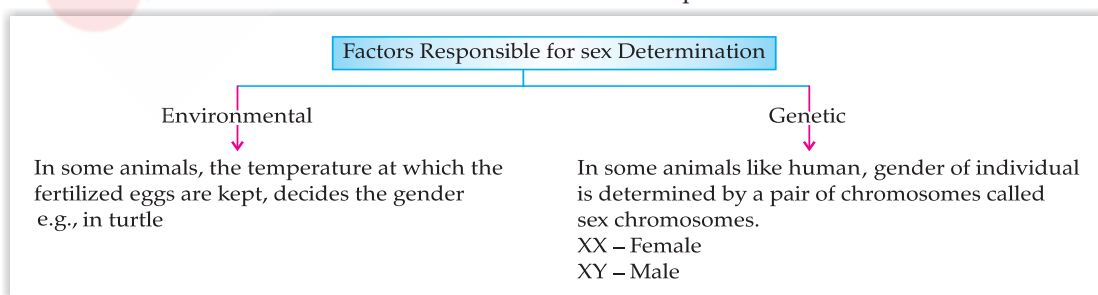 Factors Responsible for sex Determination
Environmental
Genetic
In some animals, the temperature at which the
fertilized eggs are kept, decides the gender
e.g., in turtle
In some animals like human, gender of individual
is determined by a pair of chromosomes called
sex chromosomes.
XX – Female
XY – Male